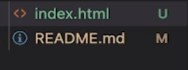 <> index.html U
README.md M